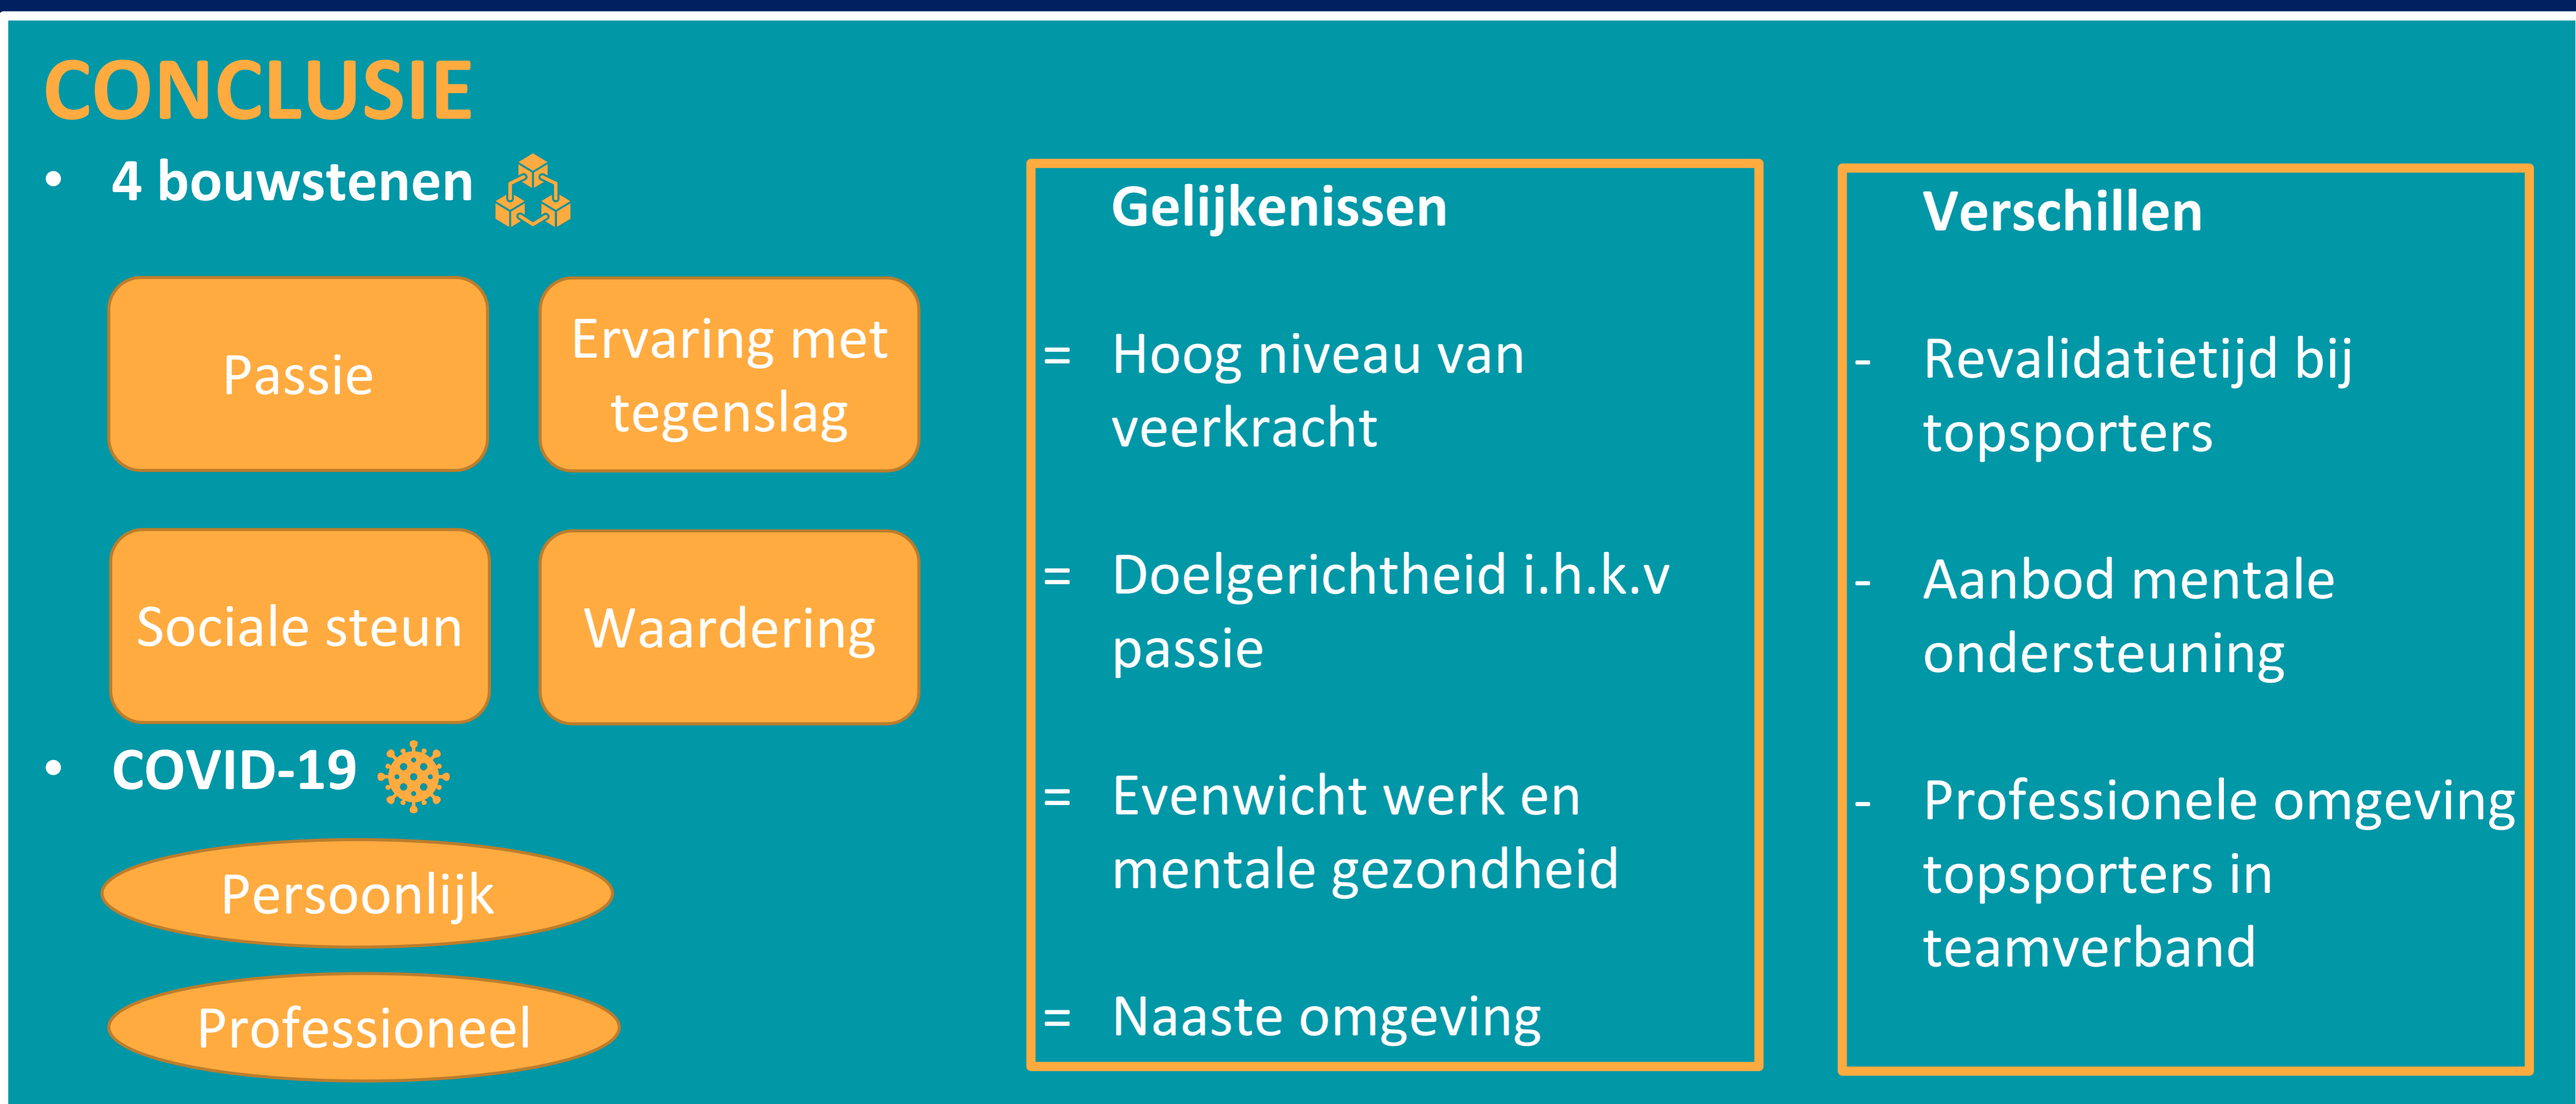 CONCLUSIE
• 4 bouwstenen
Passie
Ervaring met
tegenslag
Sociale steun
Waardering
• COVID-19
Persoonlijk
Professioneel
Gelijkenissen
= Hoog niveau van
veerkracht
= Doelgerichtheid i.h.k.v
passie
= Evenwicht werk en
mentale gezondheid
= Naaste omgeving
Verschillen
- Revalidatietijd bij
topsporters
- Aanbod mentale
ondersteuning
- Professionele omgeving
topsporters in
teamverband